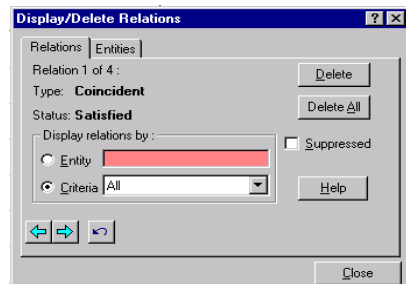 Display/Delete Relations
Relations Entities
Relation 1 of 4 :
Type: Coincident
Status: Satisfied
Display relations by :
Entity
Criteria All
Delete
Delete All
Suppressed
Help
Close